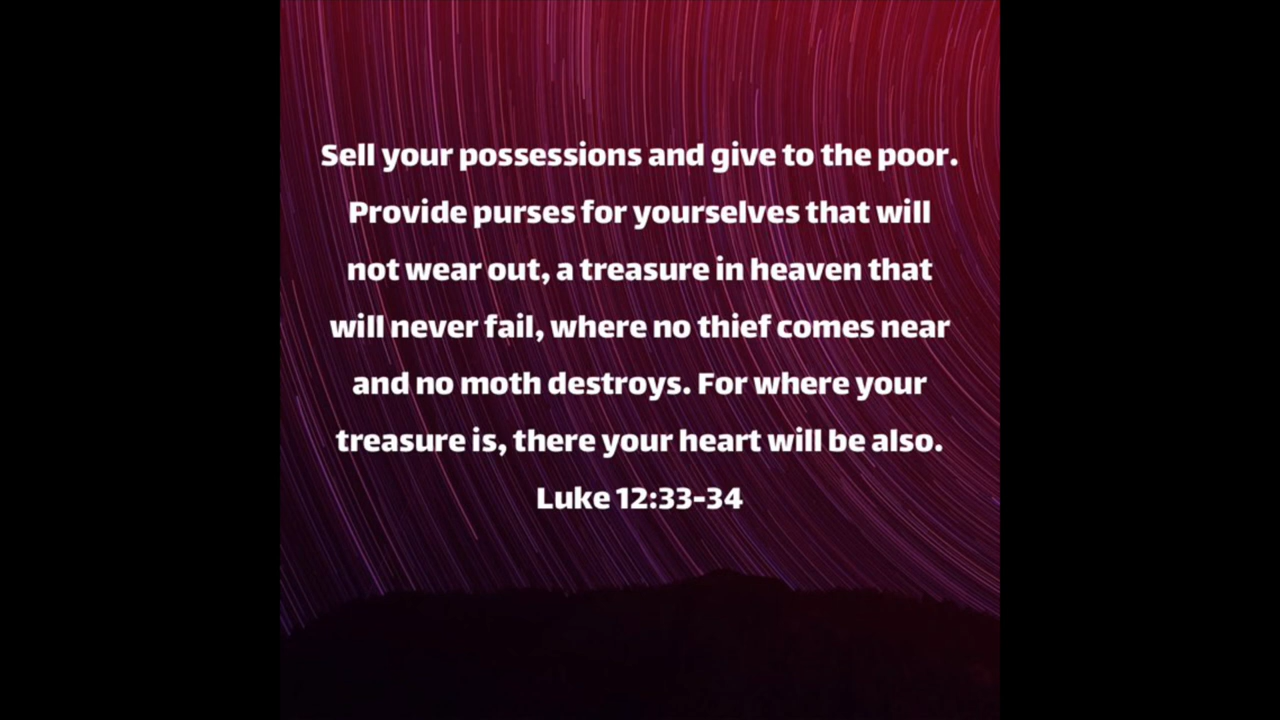 Sell your possessions and give to the poor.
Provide purses for yourselves that will
not wear out, a treasure in heaven that
will never fail, where no thief comes near
and no moth destroys. For where your
treasure is, there your heart will be also.
Luke 12:33-34